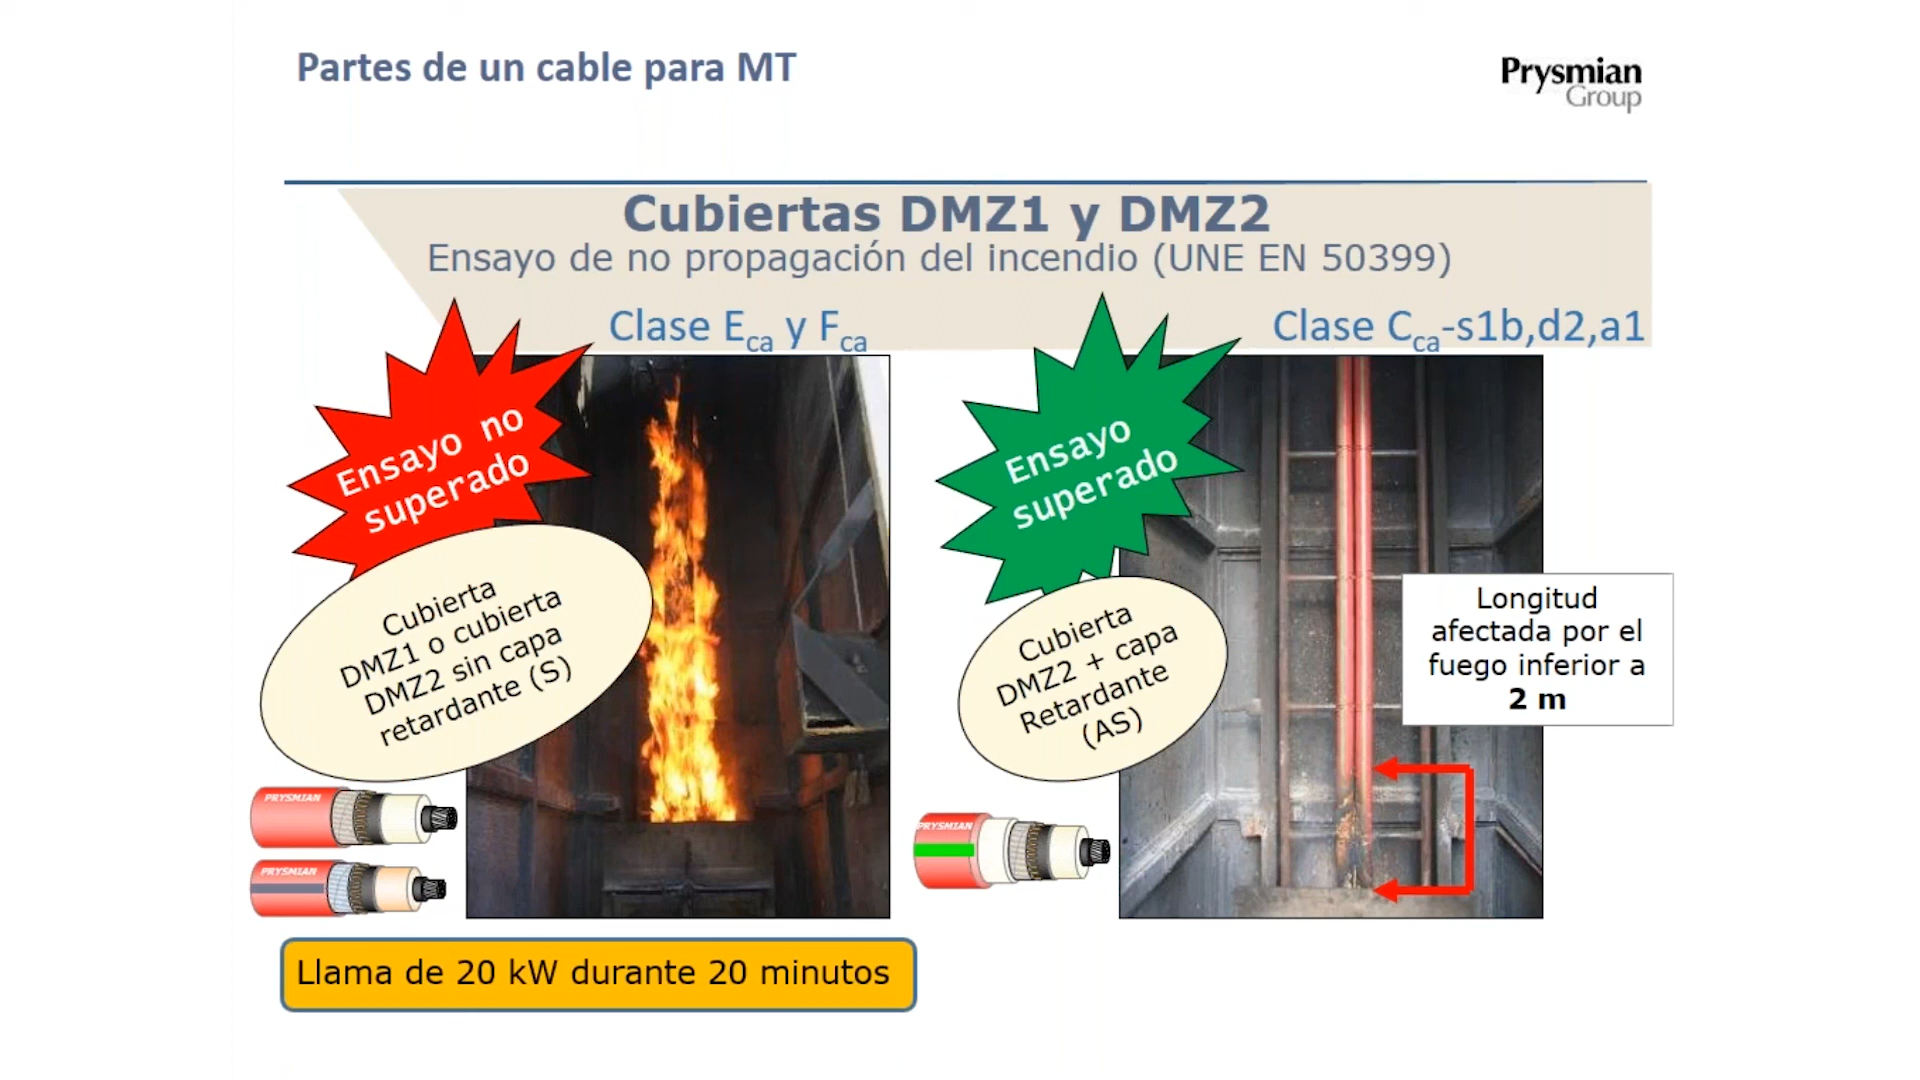 Partes de un cable para MT
Prysmian
Group
Cubiertas DMZ1 y DMZ2
Ensayo de no propagación del incendio (UNE EN 50399)
Clase Eca y Fca
Clase Cca-s1b,d2,a1
Ensayo no
superado
Cubierta
DMZ1 o cubierta
DMZ2 sin capa
retardante (S)
PRYSMIAN
PRYSMIAN
Ensayo
superado
Cubierta
DMZ2 + capa
Retardante
(AS)
PRYSMIAN
Longitud
afectada por el
fuego inferior a
2 m
Llama de 20 kW durante 20 minutos